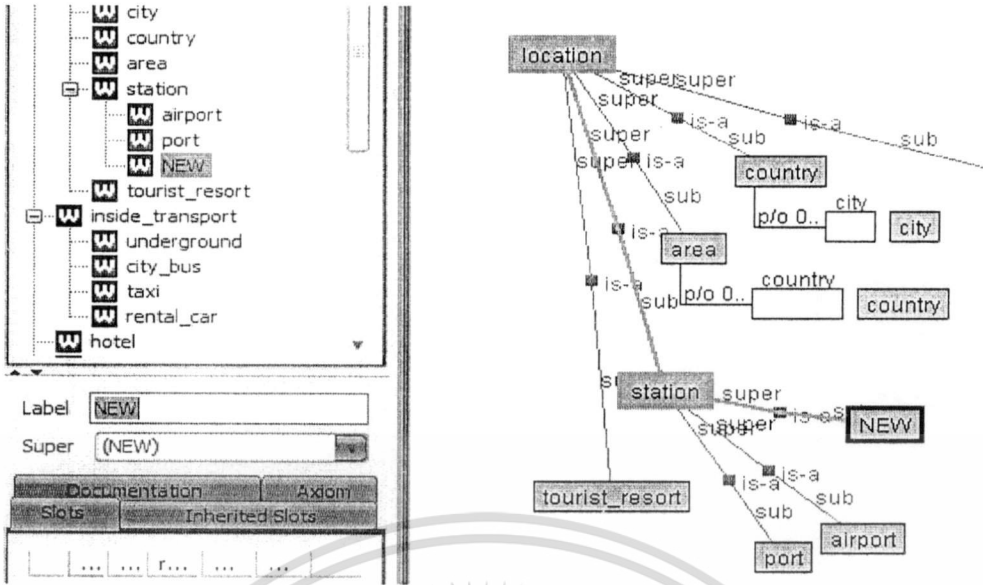 city
country
area
station
airport
port
NEW
tourist_resort
inside_transport
underground
city_bus
taxi
rental_car
hotel
Label NEW
Super (NEW)
Documentation Axiom
Slots Inherited Slots
... ... r... ... ...
location
super super
super
is-a is-a
super
sub sub
super is-a
country
sub
city
p/o 0.. city
is-a
area
country
is-a
sub p/o 0.. country
station super
is-a
NEW
super super
is-a
is-a
tourist_resort
sub
sub
airport
port